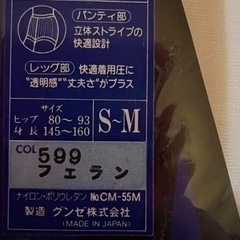 パンティ部
立体ストライプの
快適設計
レッグ部 快適着用圧に
"透明感" "丈夫さ"がプラス
サイズ
ヒップ 80～93
身長 145～160
S～M
COL 599
フェラン
ナイロン・ポリウレタン No CM-55M
製造 グンゼ株式会社
(MADE IN JAPAN)